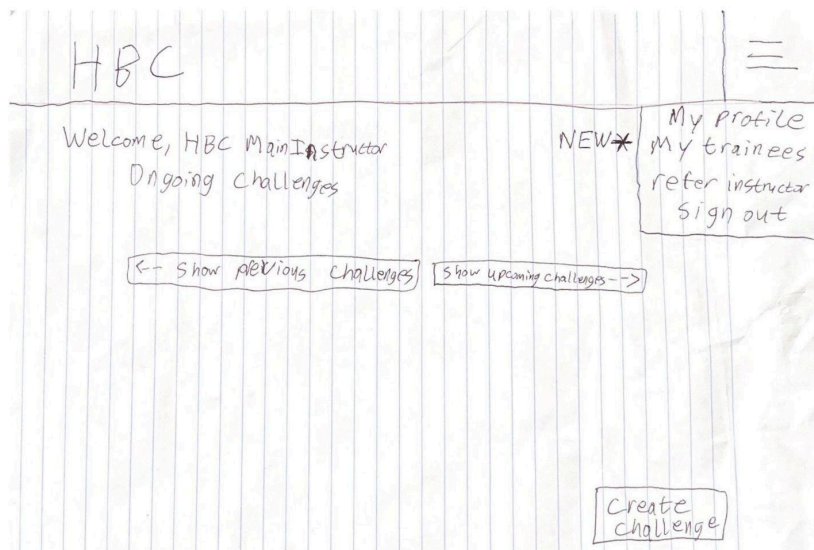 HBC
Welcome, HBC MainInstructor
Ongoing challenges
NEW*
My profile
My trainees
refer instructor
sign out
<-- show previous challenges
show upcoming challenges-->
Create
challenge